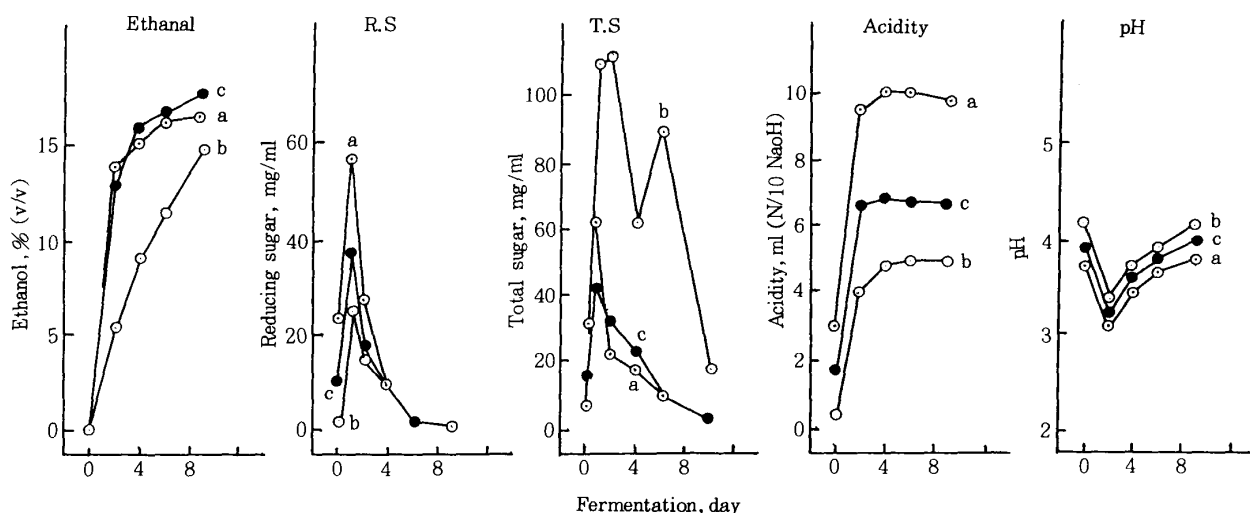 Ethanal
R.S
T.S
Acidity
pH
Ethanol, % (v/v)
15
10
5
0
c
a
b
0 4 8
Reducing sugar, mg/ml
60
40
20
0
a
c
b
0 4 8
Total sugar, mg/ml
100
80
60
40
20
0
b
c
a
0 4 8
Acidity, ml (N/10 NaoH)
10
8
6
4
2
0
a
c
b
0 4 8
pH
5
4
3
2
b
c
a
0 4 8
Fermentation, day